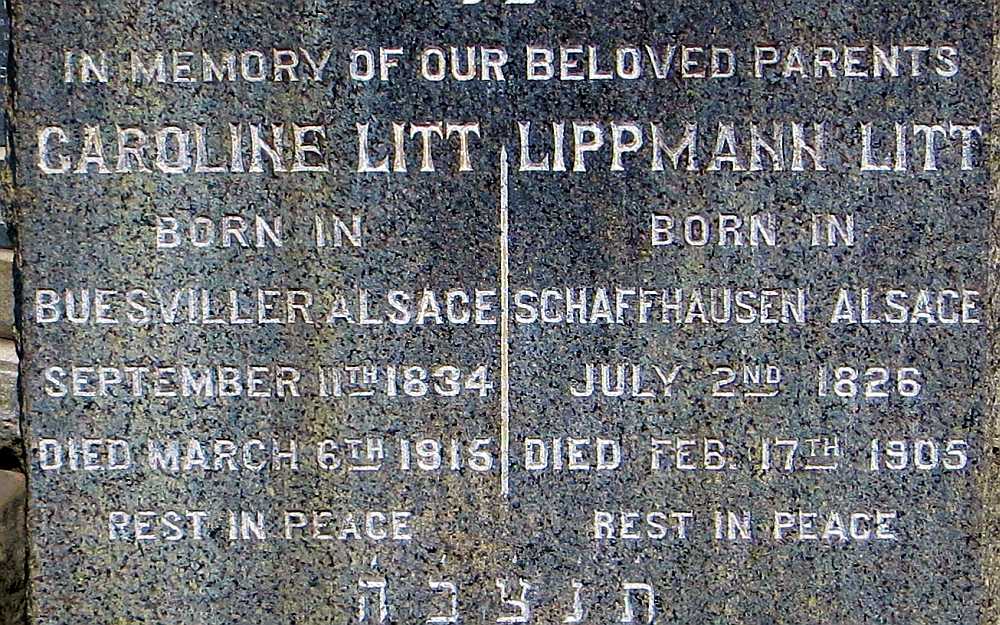 IN MEMORY OF OUR BELOVED PARENTS
CAROLINE LITT
BORN IN
BUESVILLER ALSACE
SEPTEMBER 11TH 1834
DIED MARCH 6TH 1915
REST IN PEACE
LIPPMANN LITT
BORN IN
SCHAFFHAUSEN ALSACE
JULY 2ND 1826
DIED FEB. 17TH 1905
REST IN PEACE
ת נ צ ב ה